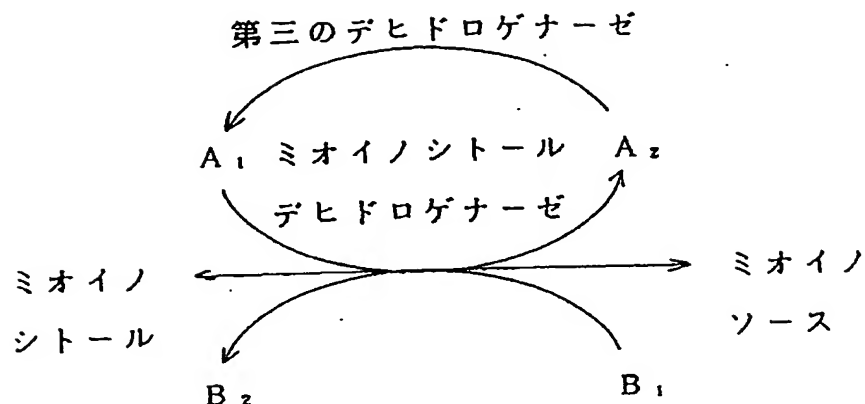 第三のデヒドロゲナーゼ
A₁ ミオイノシトール A₂
デヒドロゲナーゼ
ミオイノ
シトール
ミオイノ
ソース
B₂
B₁